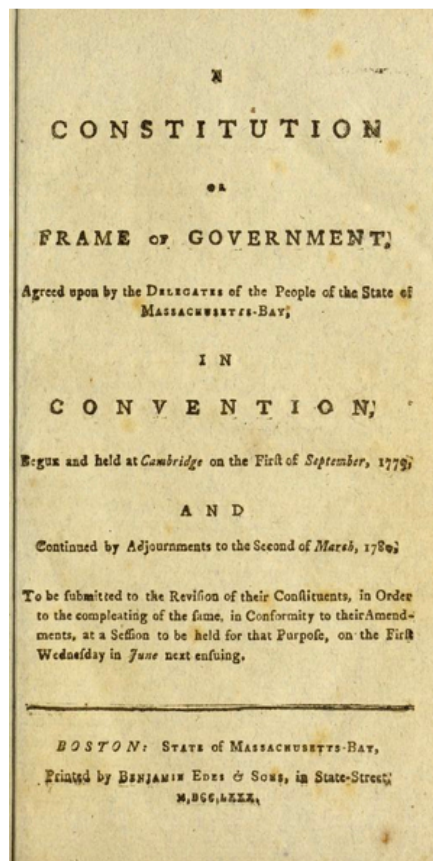 A
CONSTITUTION
OR
FRAME OF GOVERNMENT,
Agreed upon by the DELEGATES of the People of the State of
MASSACHUSETTS-BAY,
IN
CONVENTION,
Begun and held at Cambridge on the First of September, 1779,
AND
Continued by Adjournments to the Second of March, 1780;
To be submitted to the Reviſion of their Conſtituents, in Order
to the compleating of the ſame, in Conformity to their Amend-
ments, at a Seſſion to be held for that Purpoſe, on the Firſt
Wedneſday in June next enſuing.
BOSTON: STATE OF MASSACHUSETTS-BAY,
Printed by BENJAMIN EDES & SONS, in State-Street,
M,DCC,LXXX.